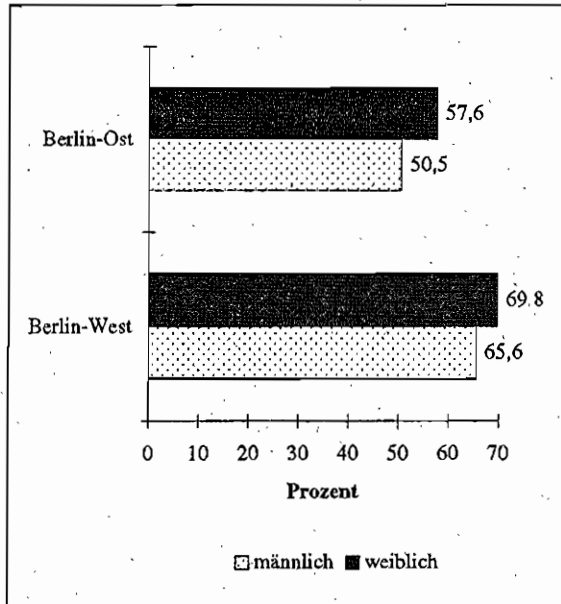 57,6
Berlin-Ost
50,5
69.8
Berlin-West
65,6
0 10 20 30 40 50 60 70
Prozent
männlich weiblich